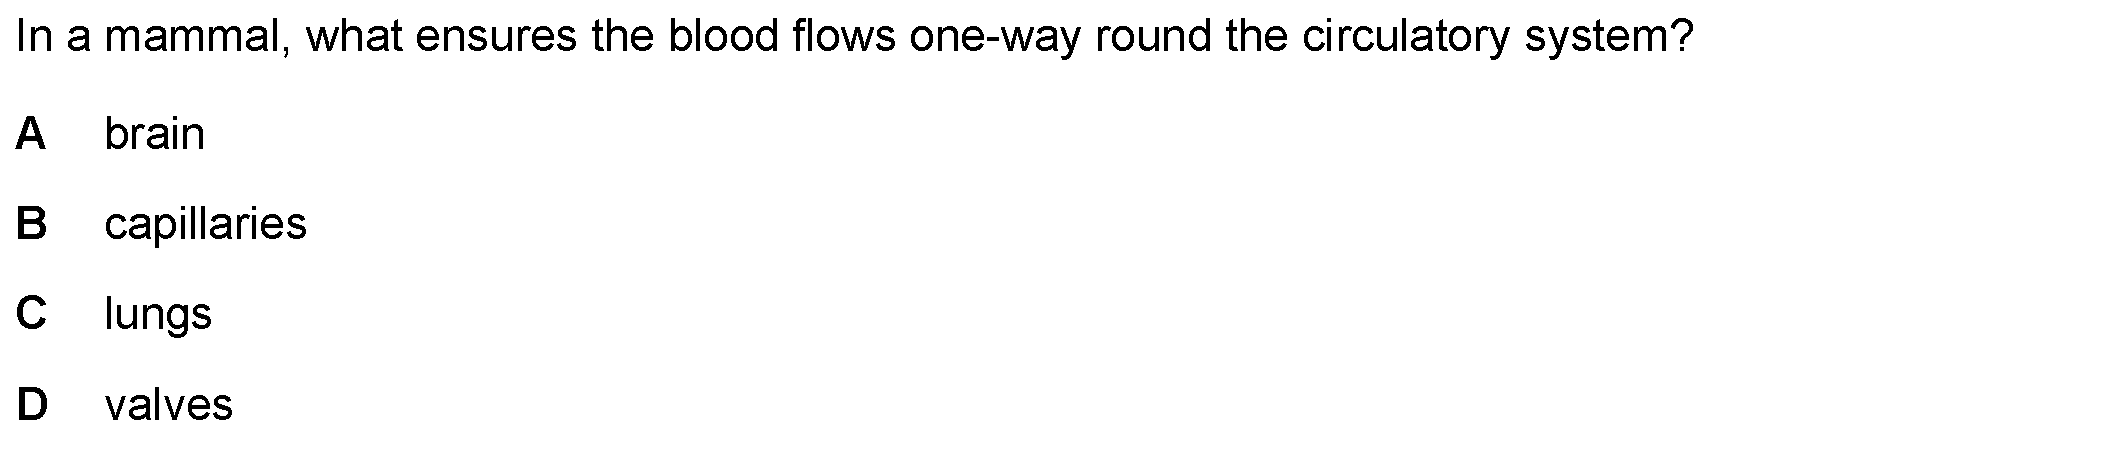 In a mammal, what ensures the blood flows one-way round the circulatory system?
A brain
B capillaries
C lungs
D valves